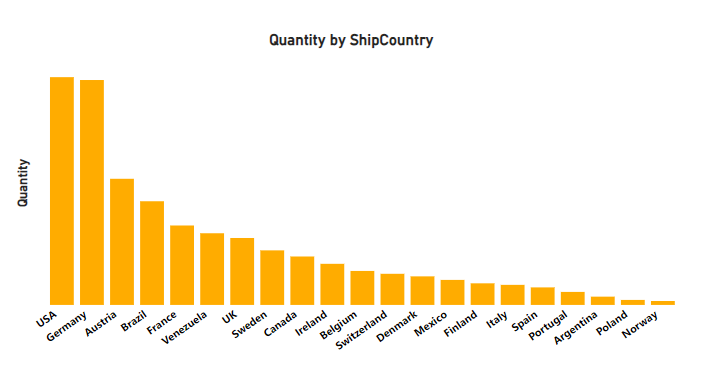 Quantity by ShipCountry
Quantity
USA
Germany
Austria
Brazil
France
Venezuela
UK
Sweden
Canada
Ireland
Belgium
Switzerland
Denmark
Mexico
Finland
Italy
Spain
Portugal
Argentina
Poland
Norway